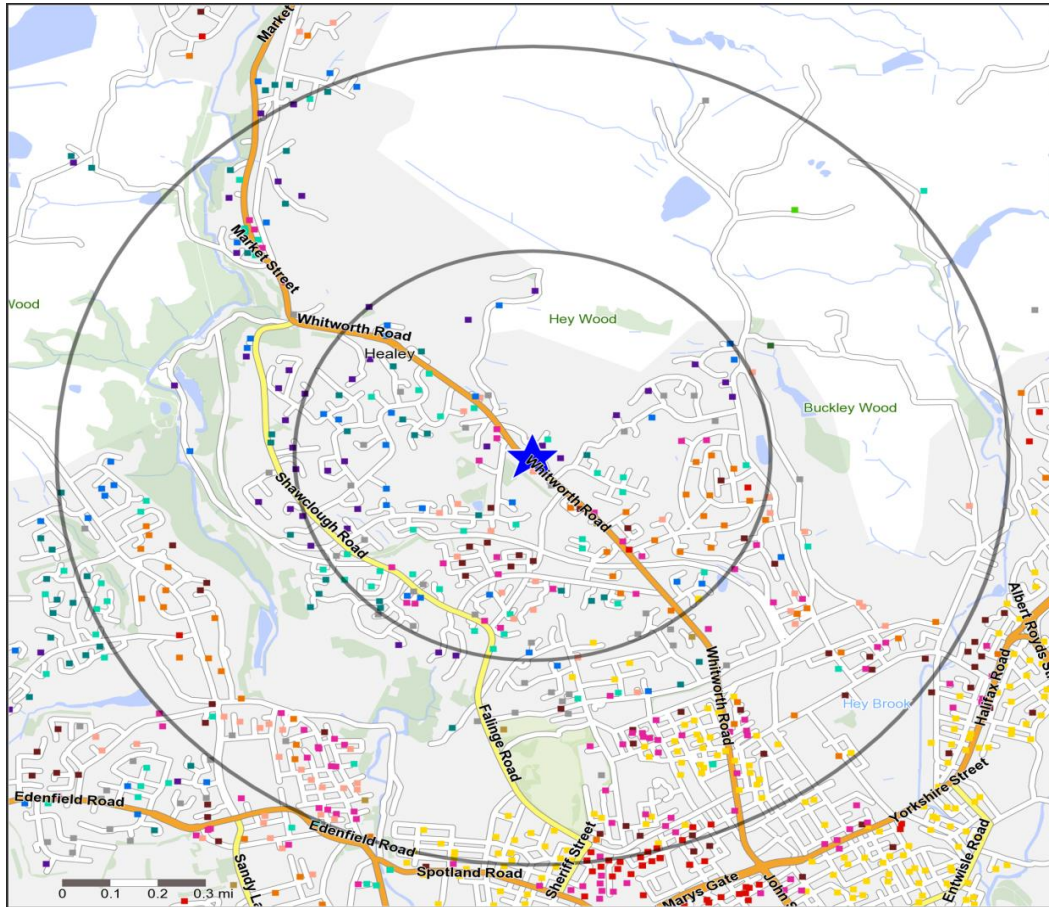 Market
Market Street
Wood
Whitworth Road
Healey
Hey Wood
Buckley Wood
Whitworth Road
Shawclough Road
Albert Royds St
Whitworth Road
Halifax Road
Hey Brook
Falinge Road
Edenfield Road
Edenfield Road
Yorkshire Street
Sandy La
Spotland Road
Sheriff Street
Marys Gate
John S
Entwisle Road
0 0.1 0.2 0.3 mi